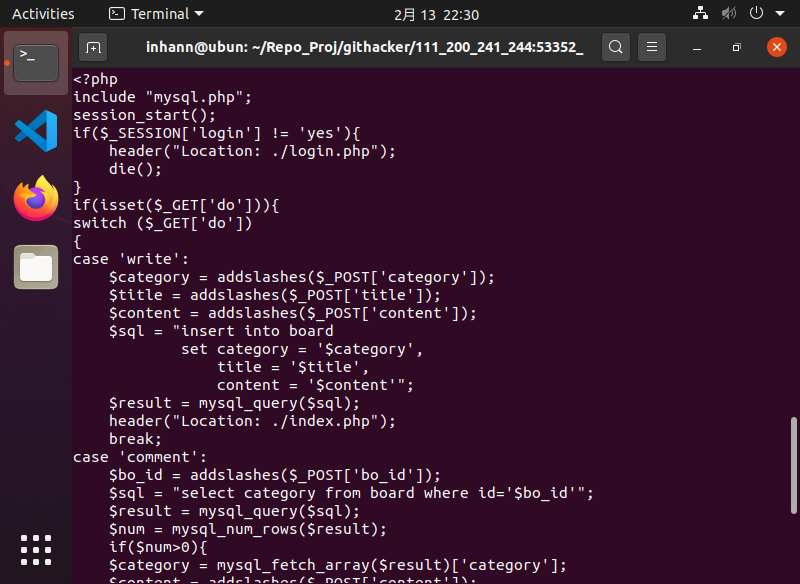 Activities
Terminal
2月 13 22:30
inhann@ubun: ~/Repo_Proj/githacker/111_200_241_244:53352_
<?php
include "mysql.php";
session_start();
if($_SESSION['login'] != 'yes'){
    header("Location: ./login.php");
    die();
}
if(isset($_GET['do'])){
switch ($_GET['do'])
{
case 'write':
    $category = addslashes($_POST['category']);
    $title = addslashes($_POST['title']);
    $content = addslashes($_POST['content']);
    $sql = "insert into board
            set category = '$category',
                title = '$title',
                content = '$content'";
    $result = mysql_query($sql);
    header("Location: ./index.php");
    break;
case 'comment':
    $bo_id = addslashes($_POST['bo_id']);
    $sql = "select category from board where id='$bo_id'";
    $result = mysql_query($sql);
    $num = mysql_num_rows($result);
    if($num>0){
    $category = mysql_fetch_array($result)['category'];
    $content = addslashes($_POST['content']);